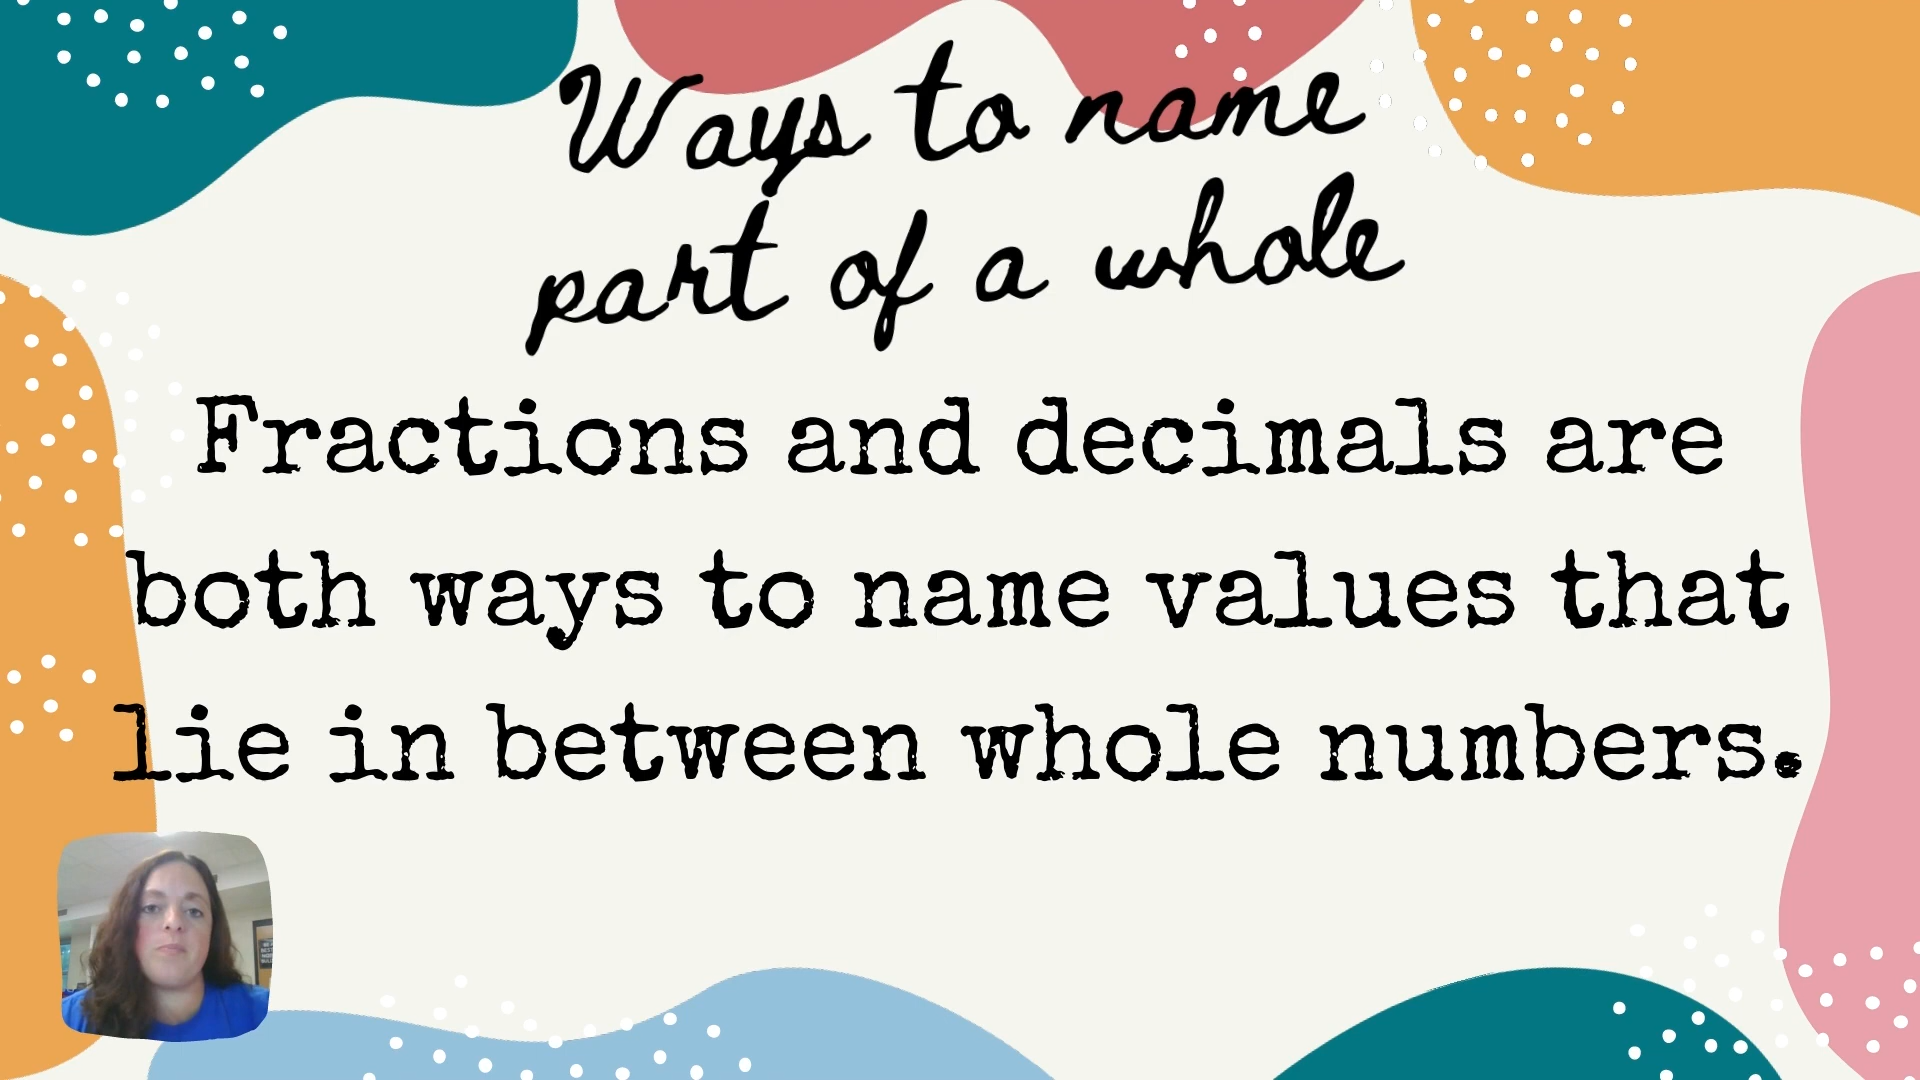 Ways to name
part of a whole
Fractions and decimals are
both ways to name values that
lie in between whole numbers.